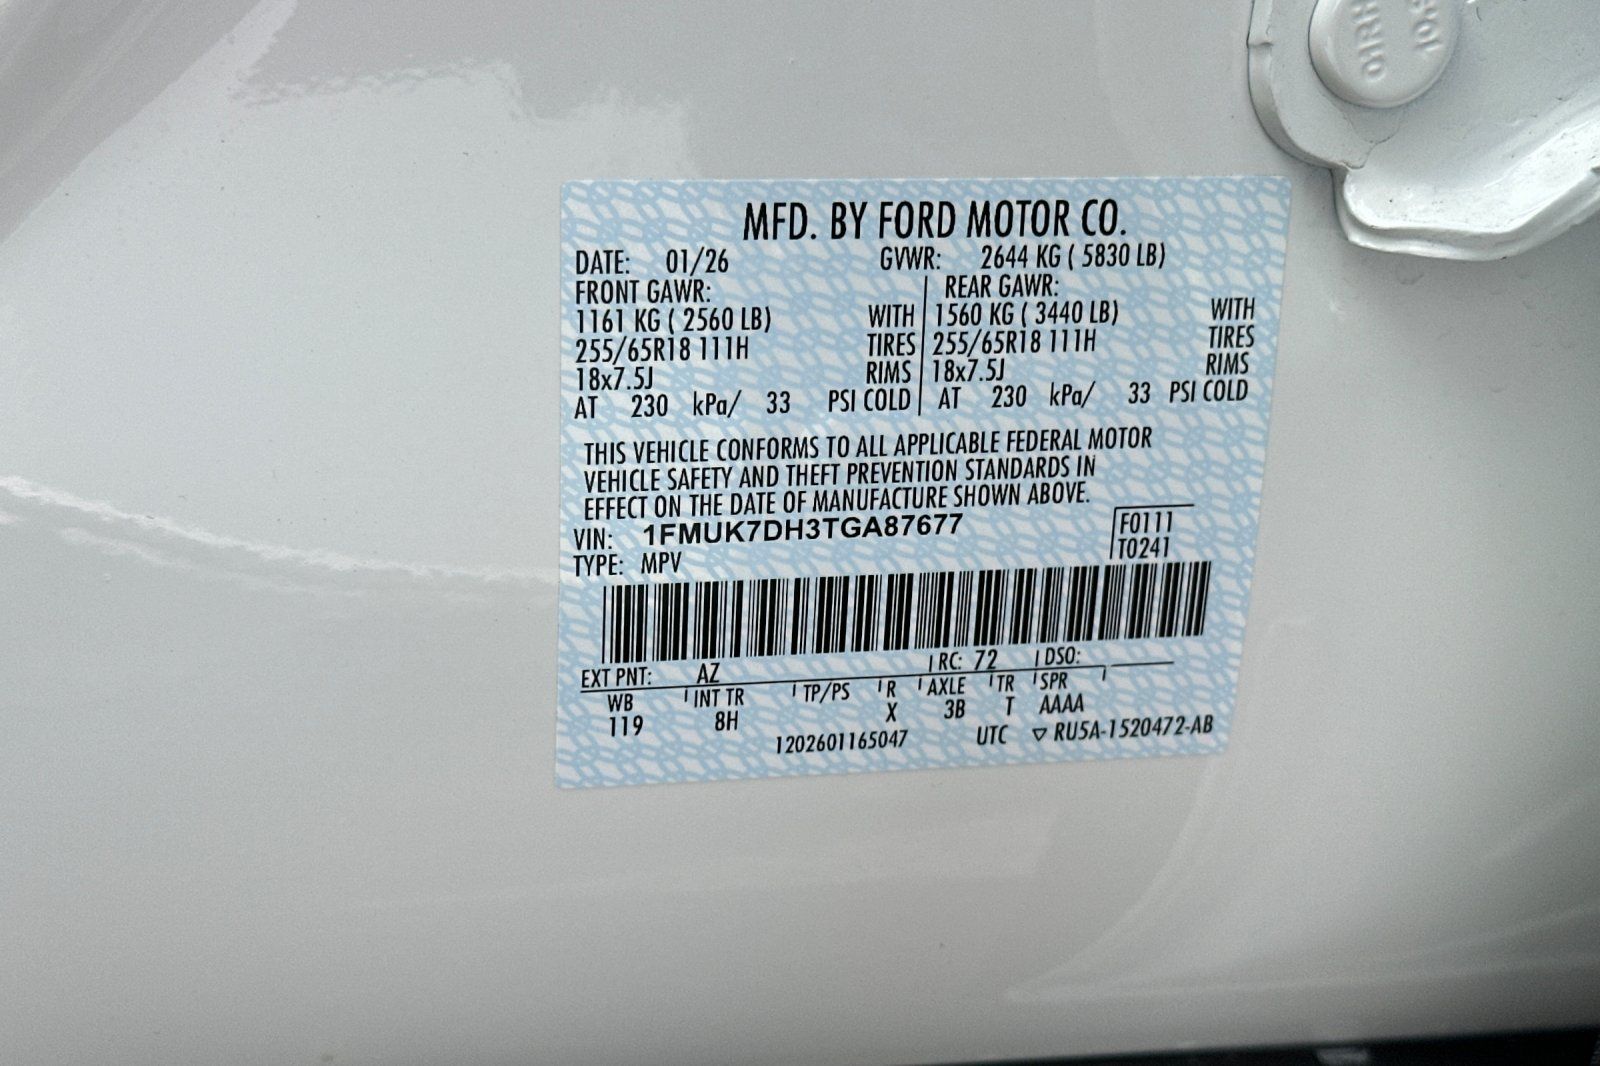 MFD. BY FORD MOTOR CO.
DATE: 01/26 GVWR: 2644 KG ( 5830 LB)
FRONT GAWR: REAR GAWR:
1161 KG ( 2560 LB) WITH 1560 KG ( 3440 LB) WITH
255/65R18 111H TIRES 255/65R18 111H TIRES
18x7.5J RIMS 18x7.5J RIMS
AT 230 kPa/ 33 PSI COLD AT 230 kPa/ 33 PSI COLD
THIS VEHICLE CONFORMS TO ALL APPLICABLE FEDERAL MOTOR
VEHICLE SAFETY AND THEFT PREVENTION STANDARDS IN
EFFECT ON THE DATE OF MANUFACTURE SHOWN ABOVE.
VIN: 1FMUK7DH3TGA87677 F0111
TYPE: MPV T0241
EXT PNT: AZ RC: 72 DSO:
WB INT TR TP/PS R AXLE TR SPR
119 8H X 3B T AAAA
1202601165047 UTC ▽ RU5A-1520472-AB